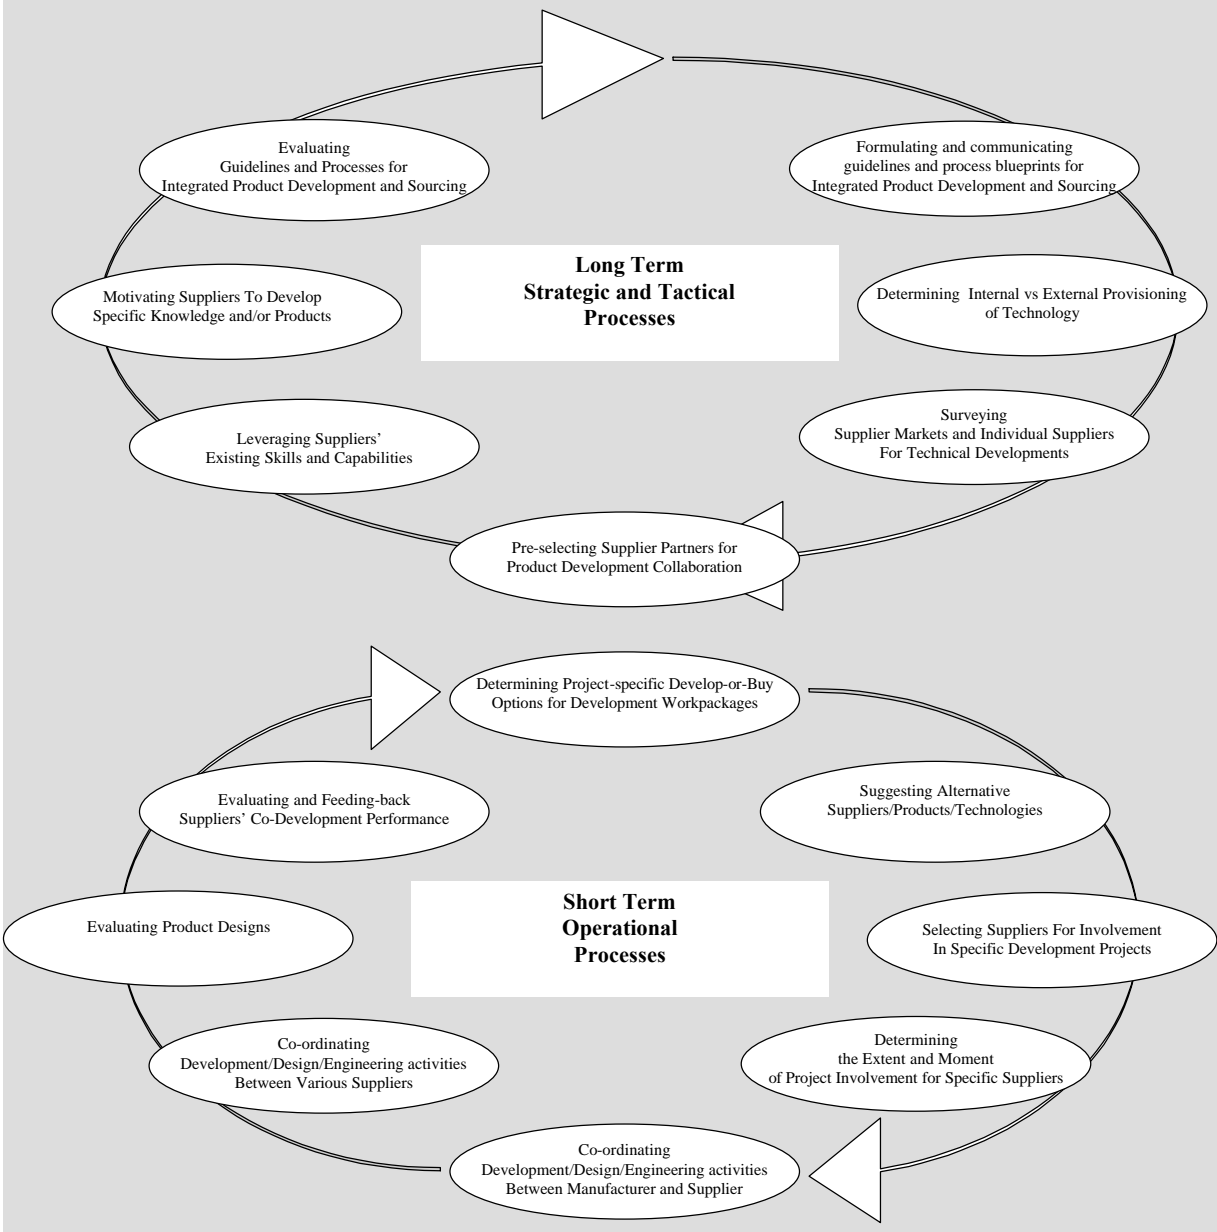 Evaluating
Guidelines and Processes for
Integrated Product Development and Sourcing
Formulating and communicating
guidelines and process blueprints for
Integrated Product Development and Sourcing
Long Term
Strategic and Tactical
Processes
Motivating Suppliers To Develop
Specific Knowledge and/or Products
Determining Internal vs External Provisioning
of Technology
Leveraging Suppliers’
Existing Skills and Capabilities
Surveying
Supplier Markets and Individual Suppliers
For Technical Developments
Pre-selecting Supplier Partners for
Product Development Collaboration
Determining Project-specific Develop-or-Buy
Options for Development Workpackages
Evaluating and Feeding-back
Suppliers’ Co-Development Performance
Suggesting Alternative
Suppliers/Products/Technologies
Short Term
Operational
Processes
Evaluating Product Designs
Selecting Suppliers For Involvement
In Specific Development Projects
Co-ordinating
Development/Design/Engineering activities
Between Various Suppliers
Determining
the Extent and Moment
of Project Involvement for Specific Suppliers
Co-ordinating
Development/Design/Engineering activities
Between Manufacturer and Supplier